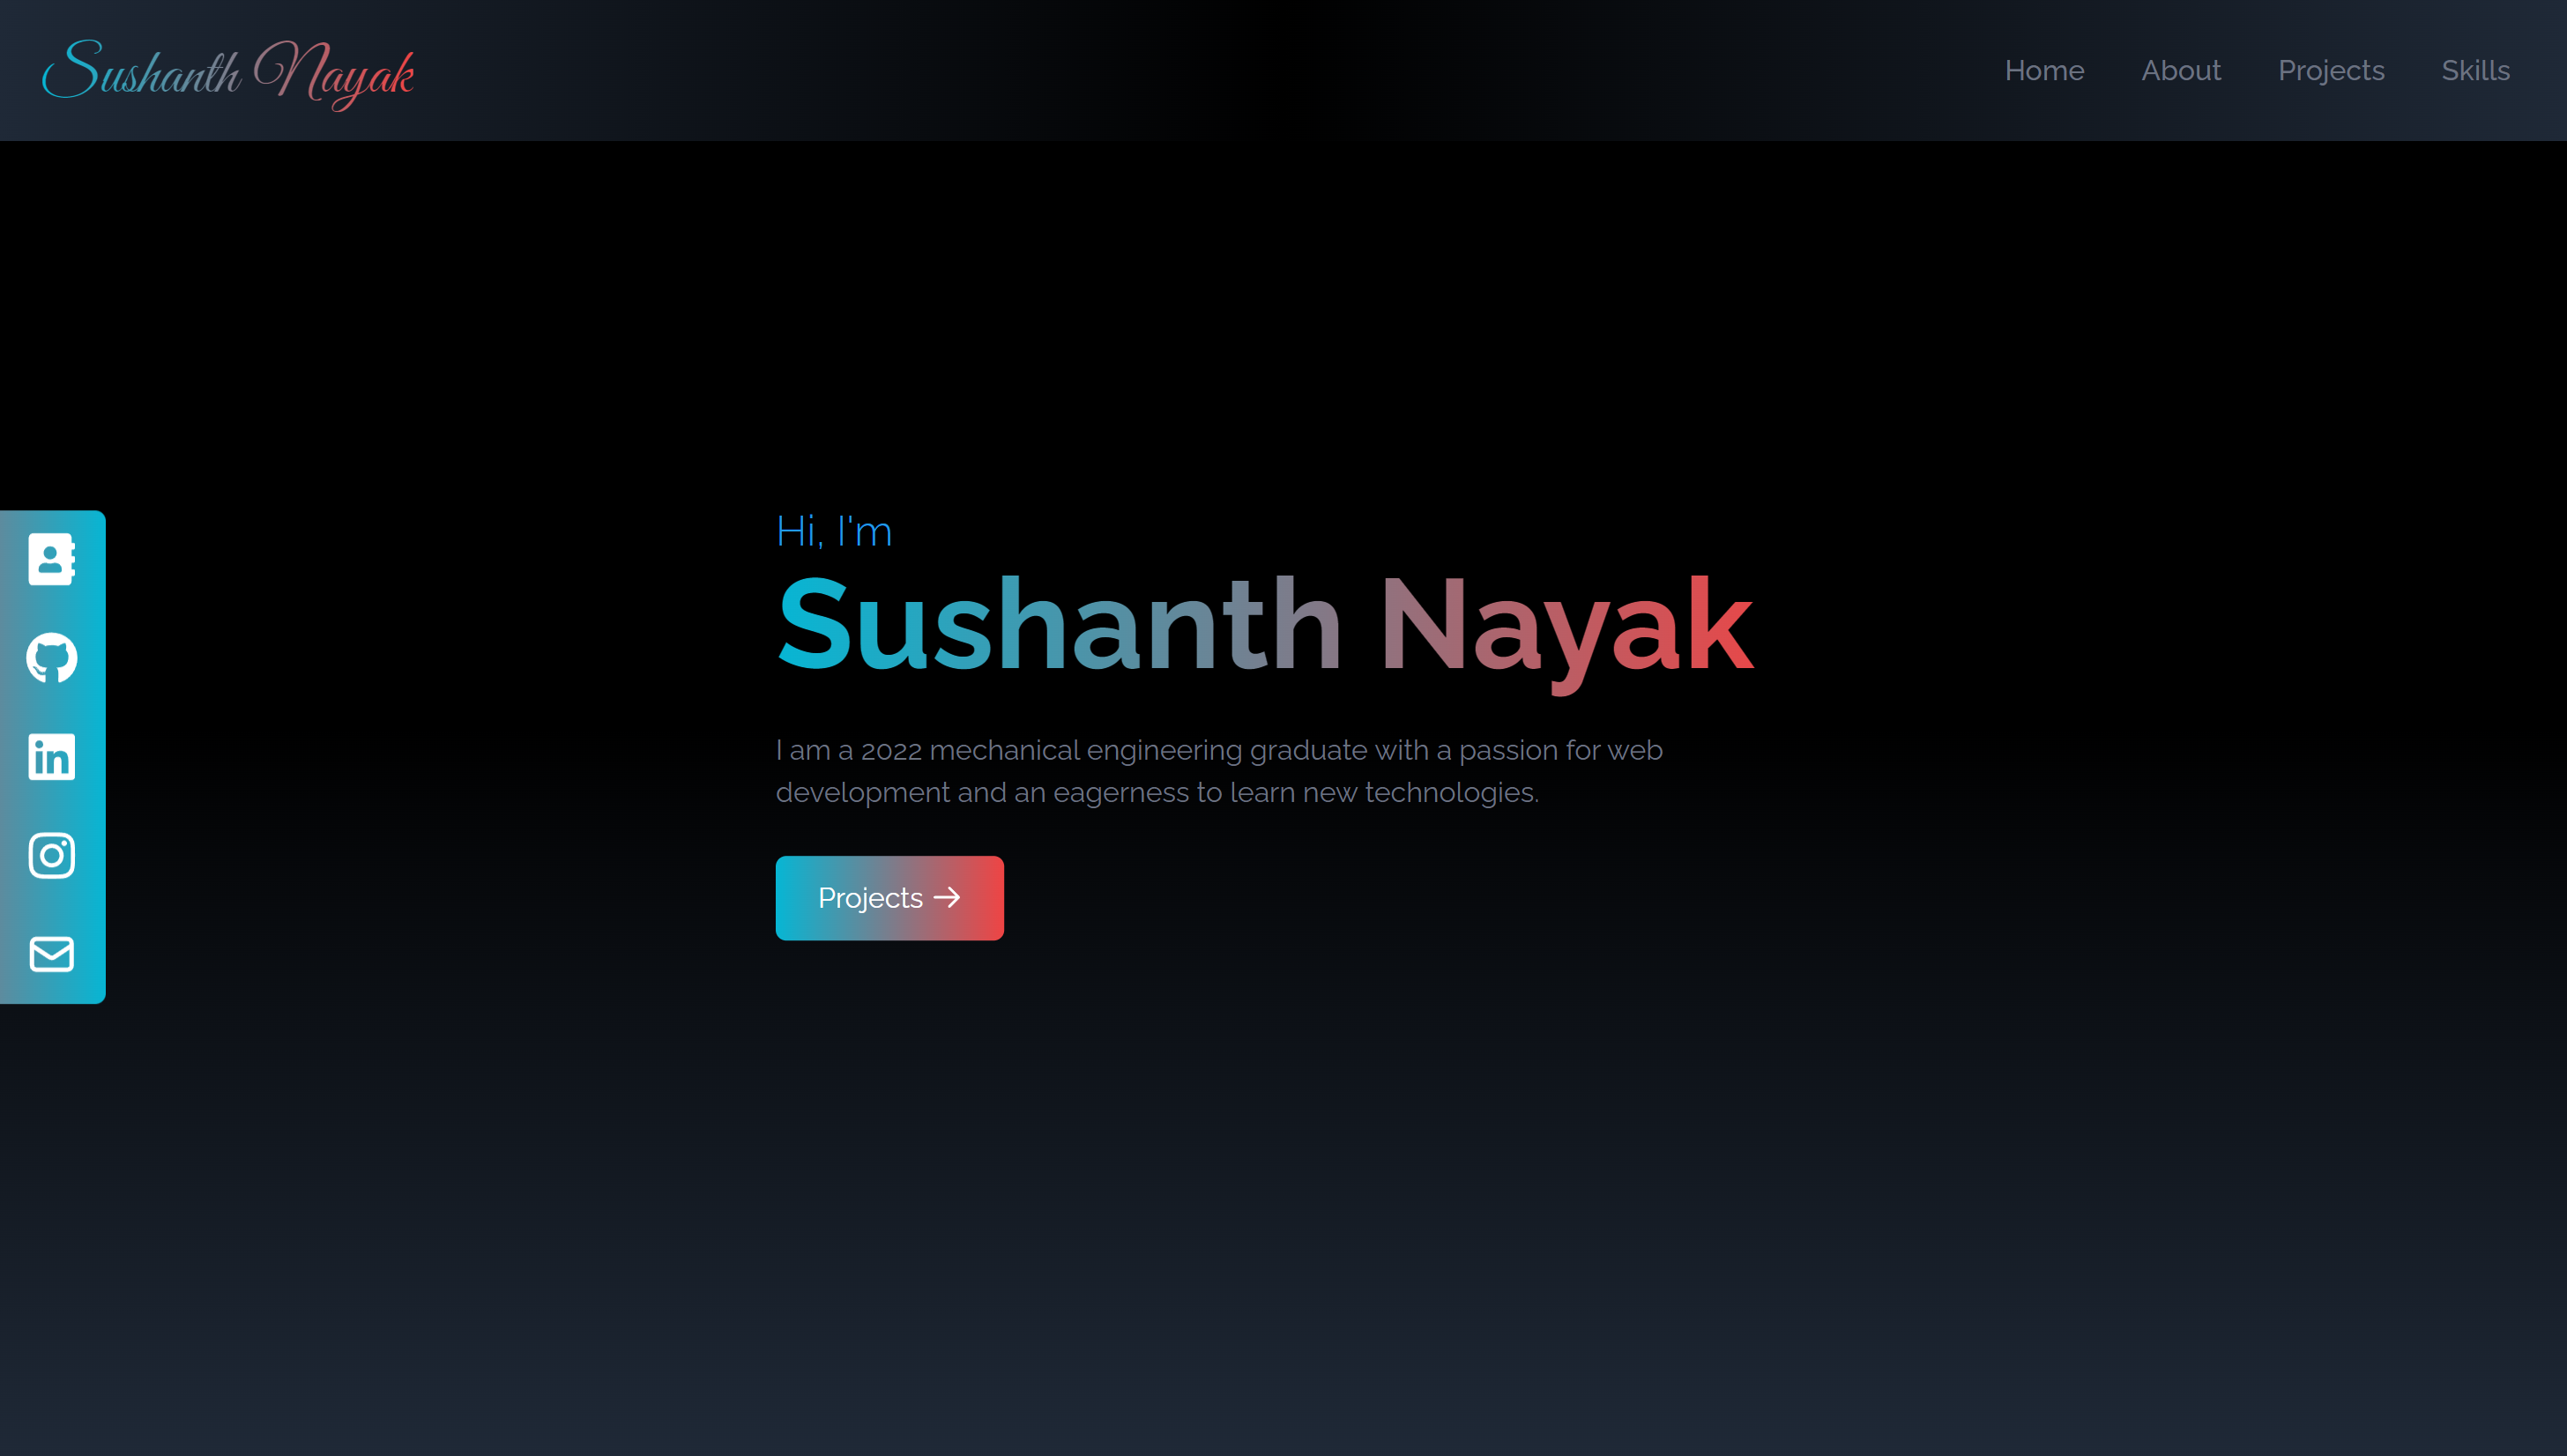 Sushanth Nayak
Home About Projects Skills
Hi, I'm
Sushanth Nayak
I am a 2022 mechanical engineering graduate with a passion for web
development and an eagerness to learn new technologies.
Projects →
in